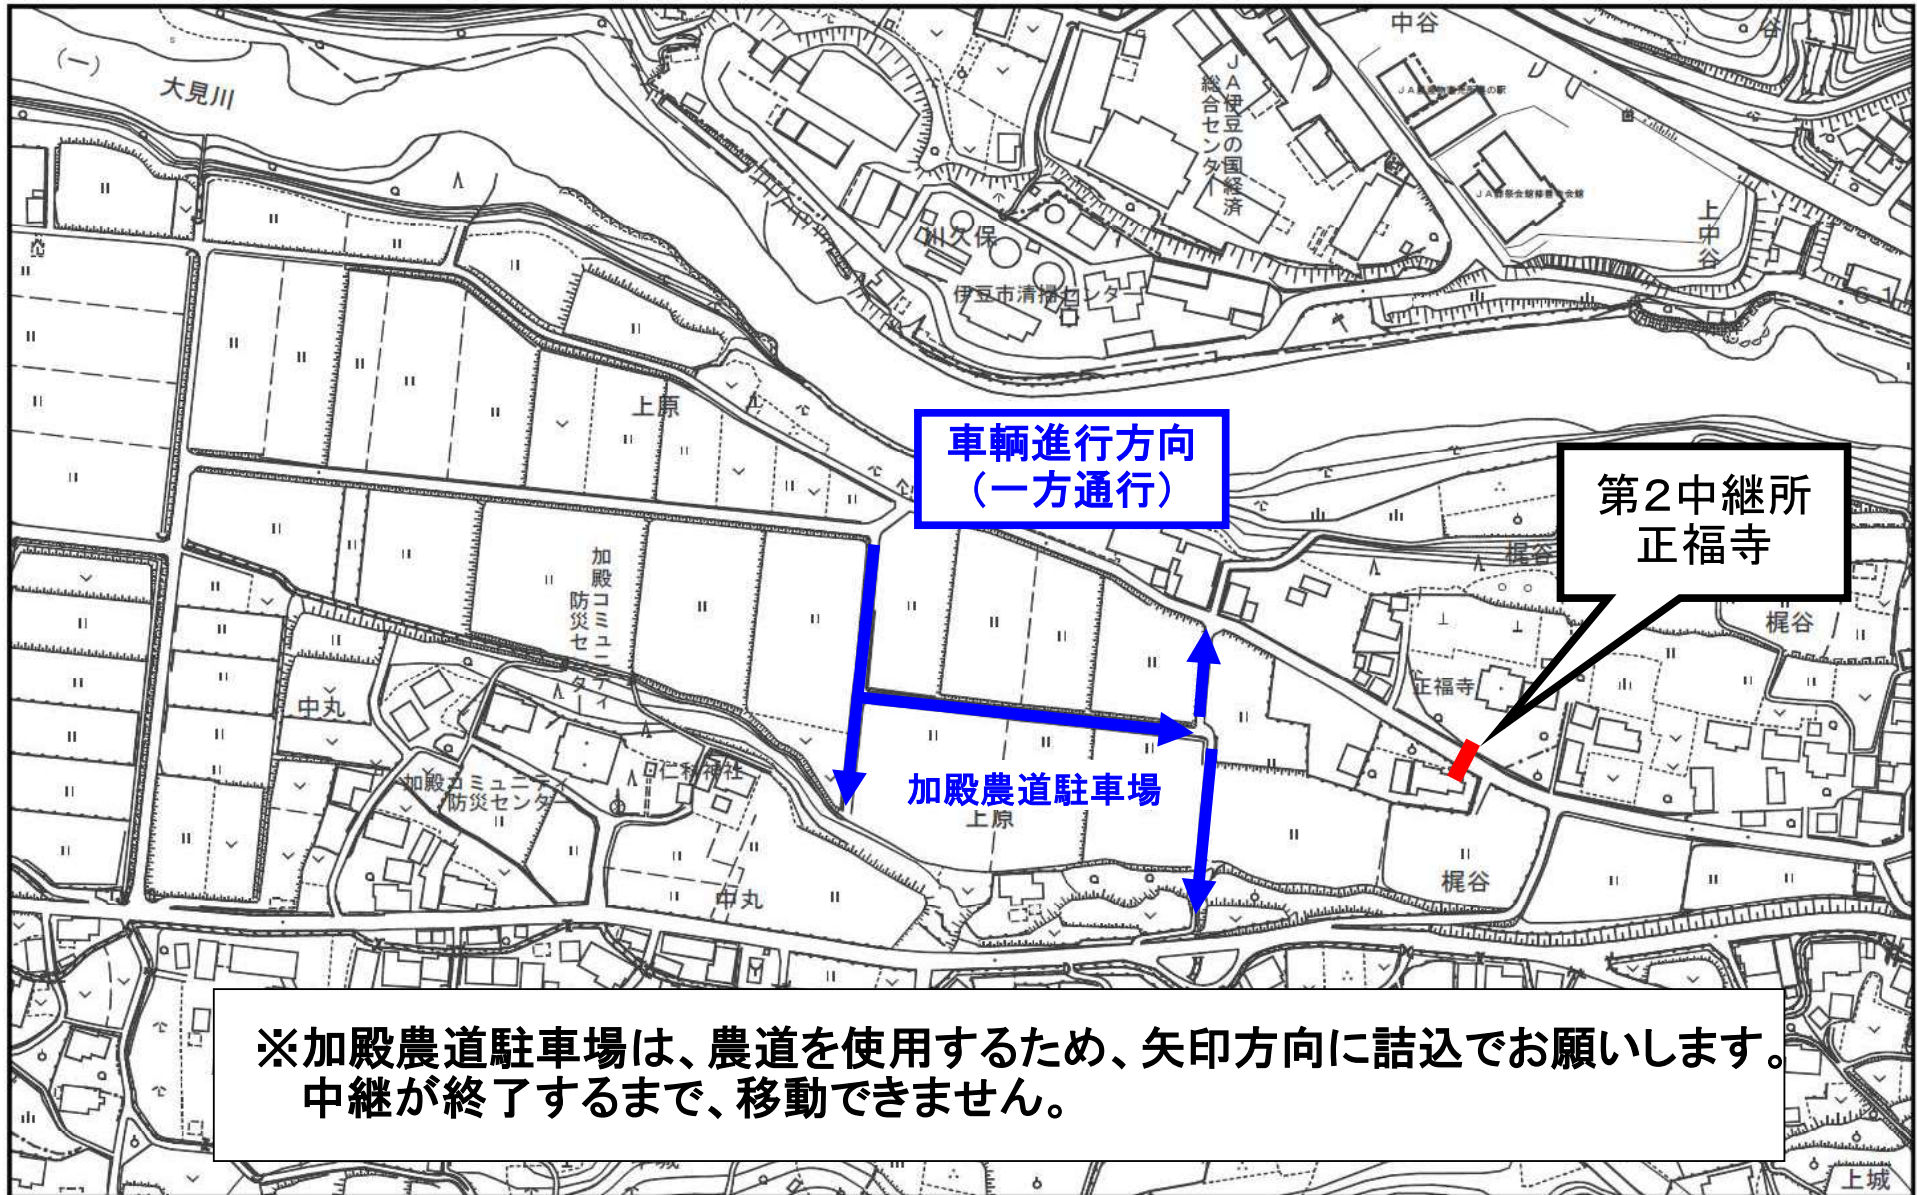 中谷
谷
(一)
大見川
JA伊豆の国経済
総合センター
上中谷
川久保
伊豆市清掃センター
6-1
上原
車輌進行方向
（一方通行）
第2中継所
正福寺
梶谷
梶谷
加殿コミュニティ
防災センター
正福寺
中丸
仁科神社
加殿コミュニティ
防災センター
加殿農道駐車場
上原
梶谷
中丸
※加殿農道駐車場は、農道を使用するため、矢印方向に詰込でお願いします。
中継が終了するまで、移動できません。
上城